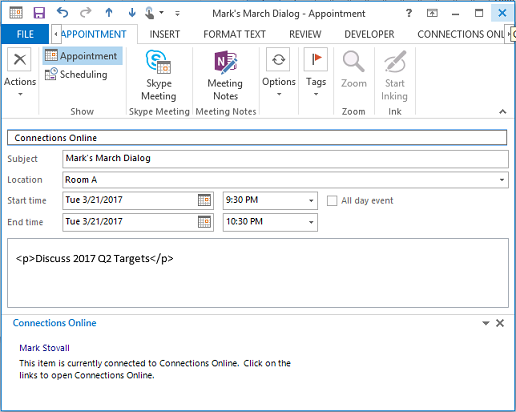 Mark's March Dialog - Appointment
FILE APPOINTMENT INSERT FORMAT TEXT REVIEW DEVELOPER CONNECTIONS ONL
Actions
Appointment
Scheduling
Show
Skype
Meeting
Skype Meeting
Meeting
Notes
Meeting Notes
Options
Tags
Zoom
Zoom
Start
Inking
Ink
Connections Online
Subject Mark's March Dialog
Location Room A
Start time Tue 3/21/2017 9:30 PM All day event
End time Tue 3/21/2017 10:30 PM
<p>Discuss 2017 Q2 Targets</p>
Connections Online
Mark Stovall
This item is currently connected to Connections Online. Click on the
links to open Connections Online.